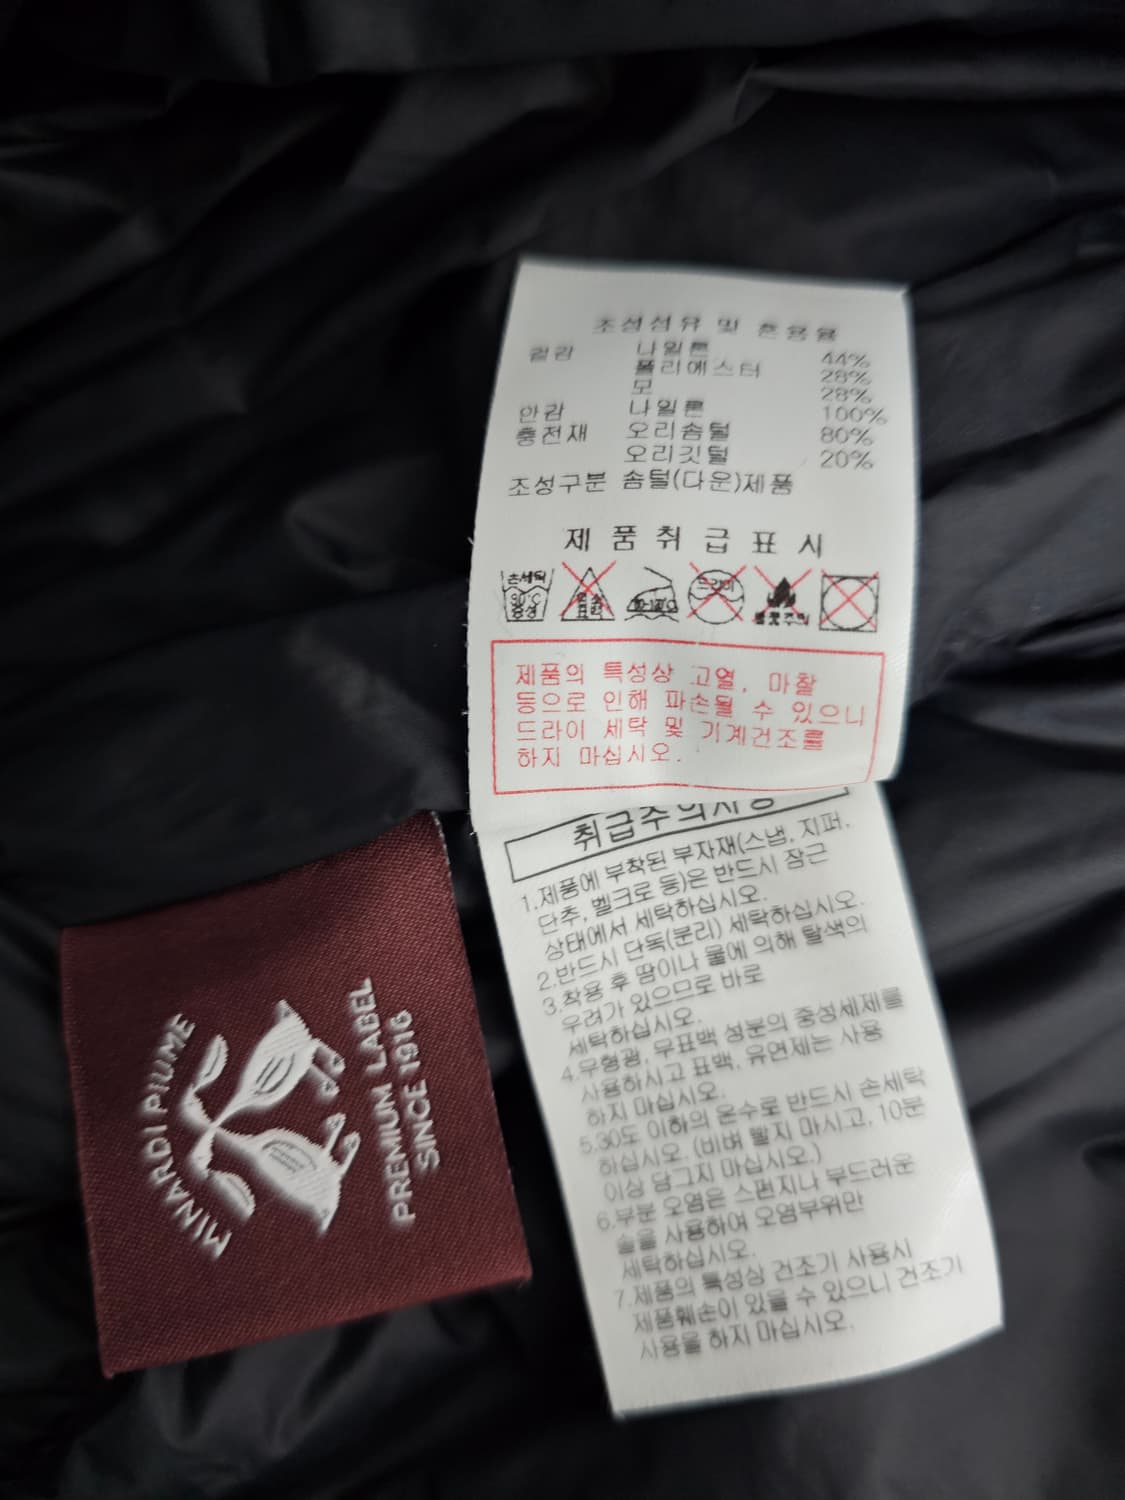 조성섬유 및 혼용율
겉감 나일론 44%
폴리에스터 28%
모 28%
안감 나일론 100%
충전재 오리솜털 80%
오리깃털 20%
조성구분 솜털(다운)제품
제품취급표시
손세탁 30℃ 중성
드라이
불꽃주의
제품의 특성상 고열, 마찰
등으로 인해 파손될 수 있으니
드라이 세탁 및 기계건조를
하지 마십시오.
취급주의사항
1.제품에 부착된 부자재(스냅, 지퍼,
단추, 벨크로 등)은 반드시 잠근
상태에서 세탁하십시오.
2.반드시 단독(분리) 세탁하십시오.
3.착용 후 땀이나 물에 의해 탈색의
우려가 있으므로 바로
세탁하십시오.
4.무형광, 무표백 성분의 중성세제를
사용하시고 표백, 유연제는 사용
하지 마십시오.
5.30도 이하의 온수로 반드시 손세탁
하십시오. (비벼 빨지 마시고, 10분
이상 담그지 마십시오.)
6.부분 오염은 스펀지나 부드러운
솔을 사용하여 오염부위만
세탁하십시오.
7.제품의 특성상 건조기 사용시
제품훼손이 있을 수 있으니 건조기
사용을 하지 마십시오.
MINARDI PIUME
PREMIUM LABEL
SINCE 1916